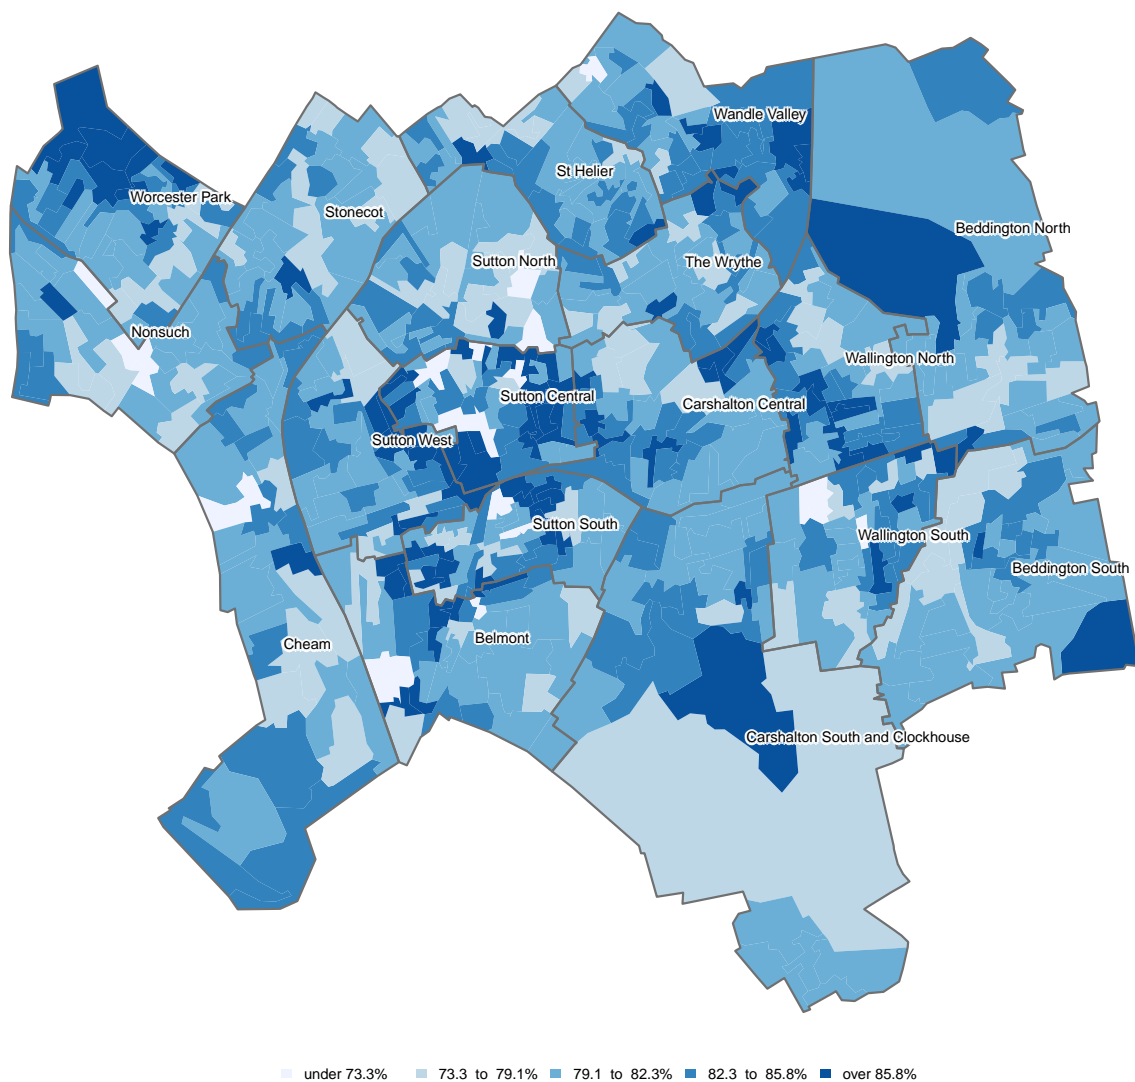 Wandle Valley
St Helier
Worcester Park
Stonecot
Beddington North
Sutton North
The Wrythe
Nonsuch
Wallington North
Sutton Central
Carshalton Central
Sutton West
Sutton South
Wallington South
Beddington South
Cheam
Belmont
Carshalton South and Clockhouse
under 73.3% 73.3 to 79.1% 79.1 to 82.3% 82.3 to 85.8% over 85.8%